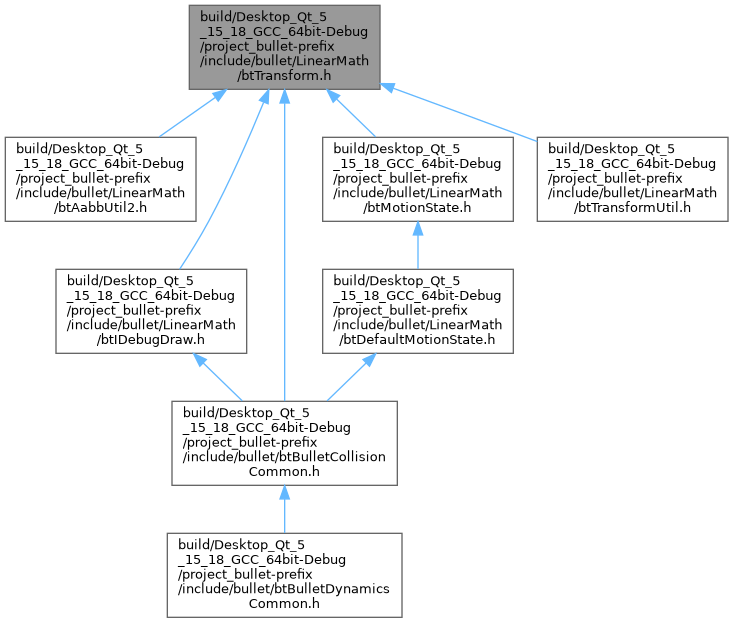 build/Desktop_Qt_5
_15_18_GCC_64bit-Debug
/project_bullet-prefix
/include/bullet/LinearMath
/btTransform.h
build/Desktop_Qt_5
_15_18_GCC_64bit-Debug
/project_bullet-prefix
/include/bullet/LinearMath
/btAabbUtil2.h
build/Desktop_Qt_5
_15_18_GCC_64bit-Debug
/project_bullet-prefix
/include/bullet/LinearMath
/btMotionState.h
build/Desktop_Qt_5
_15_18_GCC_64bit-Debug
/project_bullet-prefix
/include/bullet/LinearMath
/btTransformUtil.h
build/Desktop_Qt_5
_15_18_GCC_64bit-Debug
/project_bullet-prefix
/include/bullet/LinearMath
/btIDebugDraw.h
build/Desktop_Qt_5
_15_18_GCC_64bit-Debug
/project_bullet-prefix
/include/bullet/LinearMath
/btDefaultMotionState.h
build/Desktop_Qt_5
_15_18_GCC_64bit-Debug
/project_bullet-prefix
/include/bullet/btBulletCollision
Common.h
build/Desktop_Qt_5
_15_18_GCC_64bit-Debug
/project_bullet-prefix
/include/bullet/btBulletDynamics
Common.h